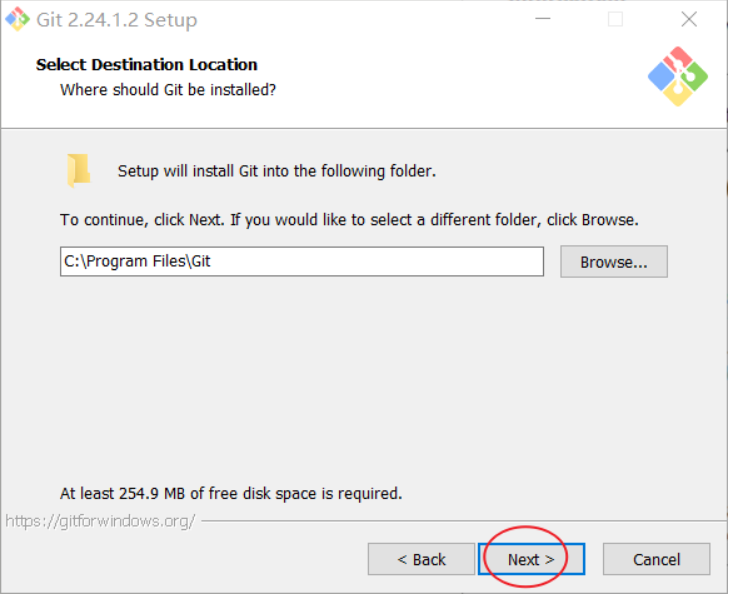 Git 2.24.1.2 Setup
Select Destination Location
Where should Git be installed?
Setup will install Git into the following folder.
To continue, click Next. If you would like to select a different folder, click Browse.
C:\Program Files\Git
Browse...
At least 254.9 MB of free disk space is required.
https://gitforwindows.org/
< Back
Next >
Cancel